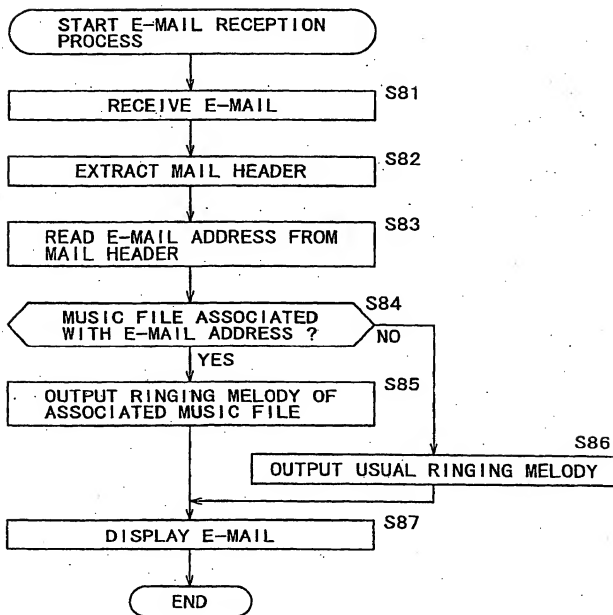 START E-MAIL RECEPTION
PROCESS
S81
RECEIVE E-MAIL
S82
EXTRACT MAIL HEADER
S83
READ E-MAIL ADDRESS FROM
MAIL HEADER
S84
MUSIC FILE ASSOCIATED
WITH E-MAIL ADDRESS ?
NO
YES
S85
OUTPUT RINGING MELODY OF
ASSOCIATED MUSIC FILE
S86
OUTPUT USUAL RINGING MELODY
S87
DISPLAY E-MAIL
END